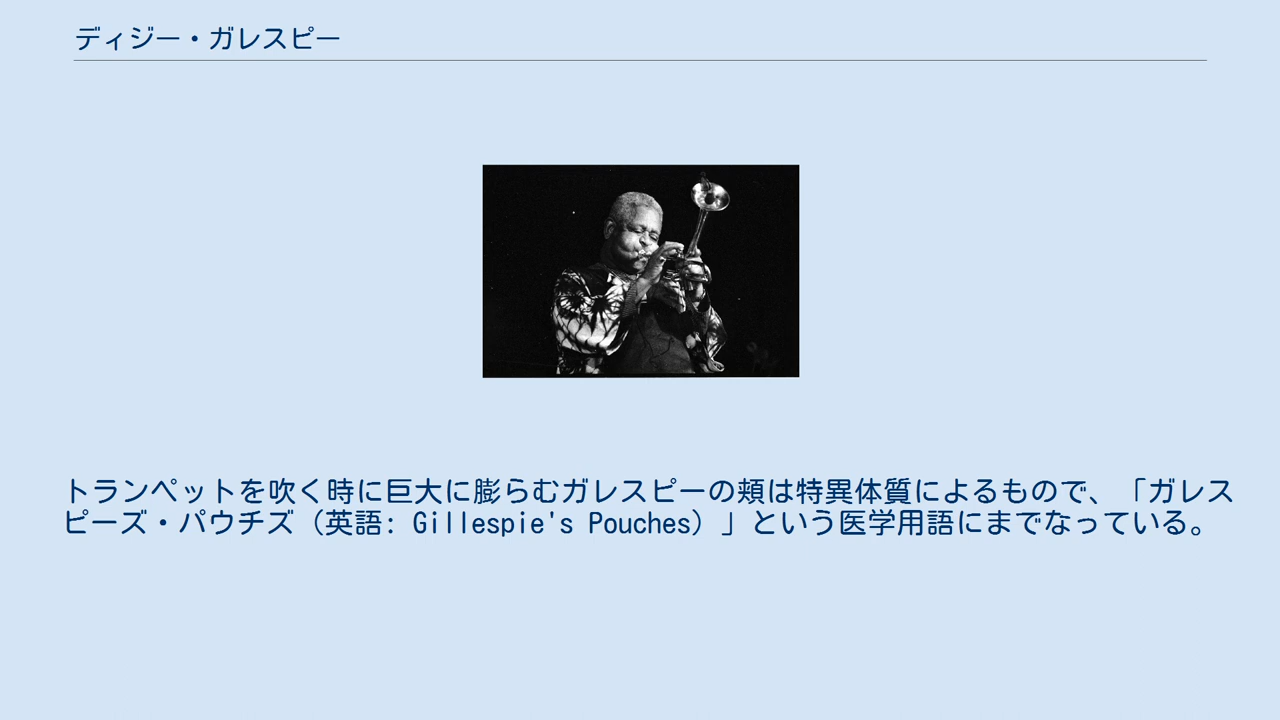 ディジー・ガレスピー
トランペットを吹く時に巨大に膨らむガレスピーの頬は特異体質によるもので、「ガレス
ピーズ・パウチズ（英語: Gillespie's Pouches）」という医学用語にまでなっている。